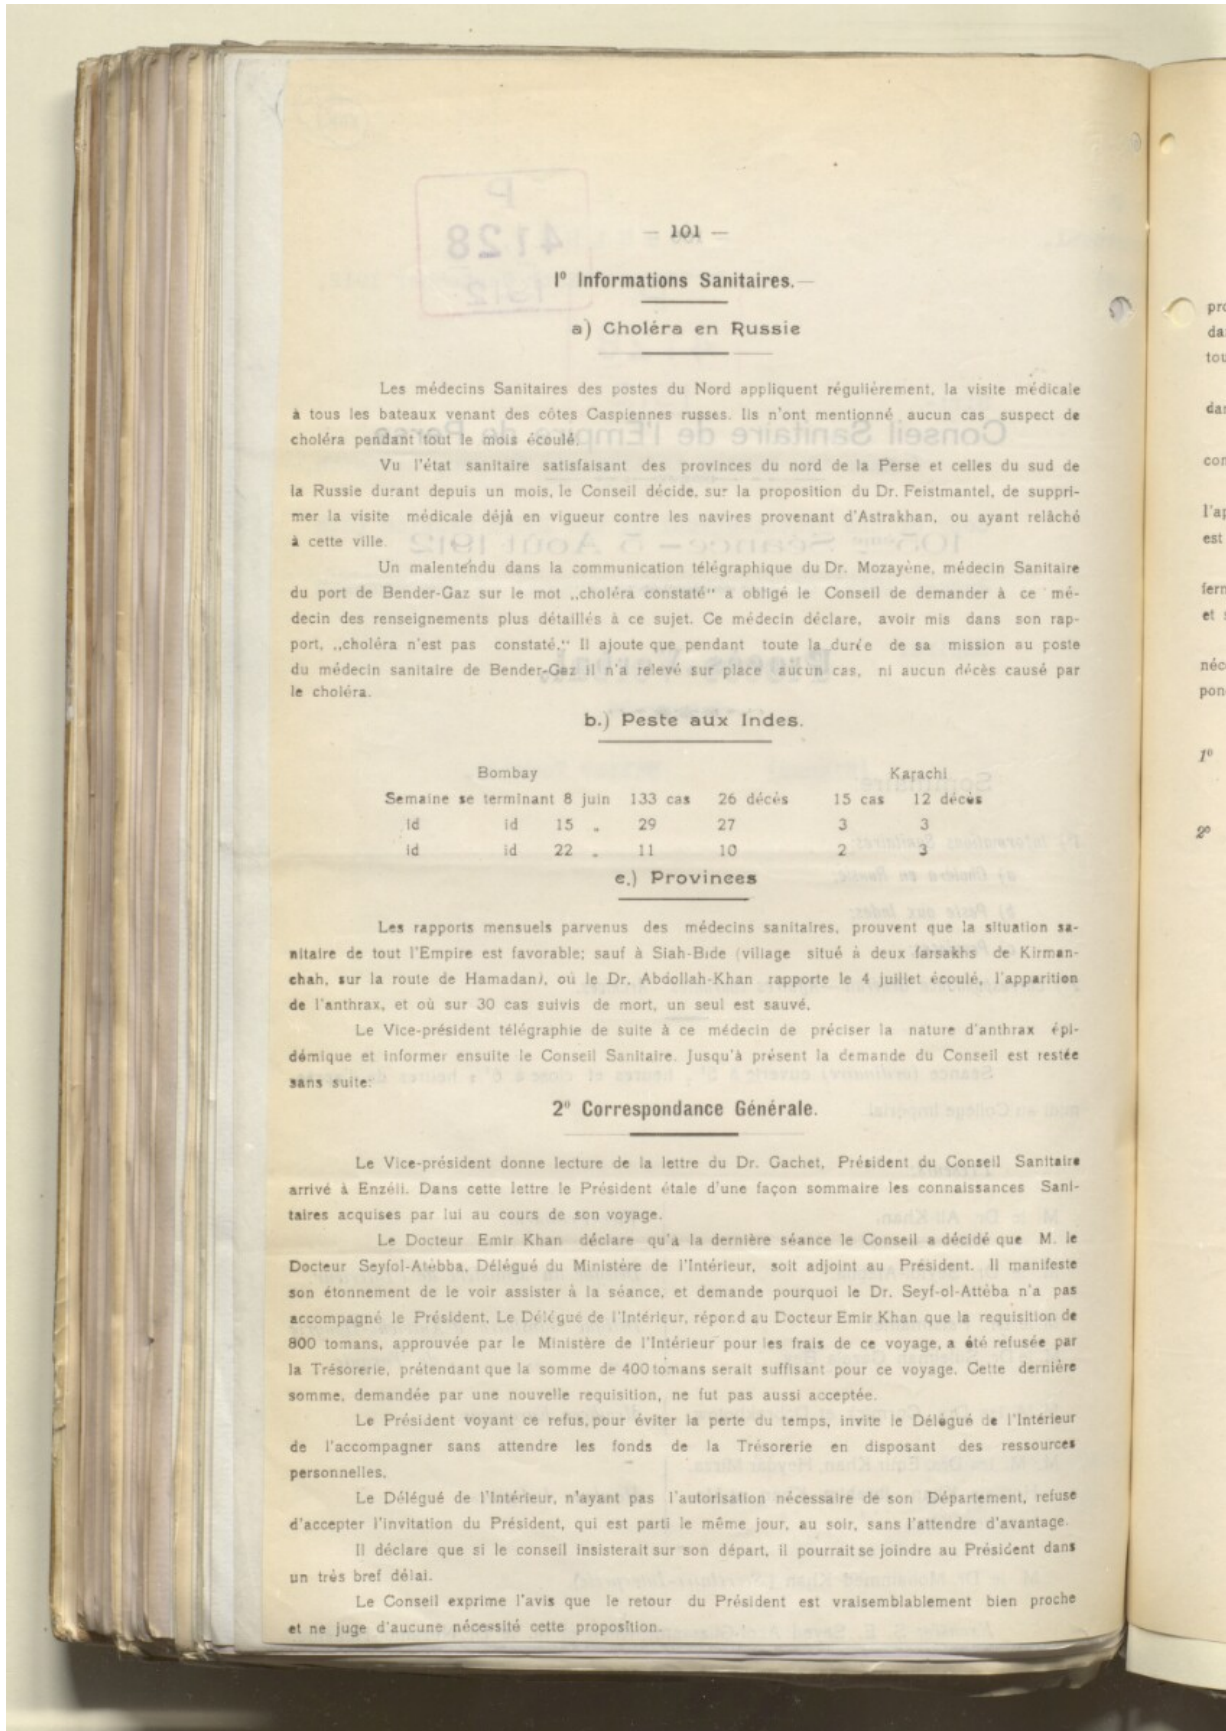 — 101 —
1º Informations Sanitaires.—
a) Choléra en Russie
Les médecins Sanitaires des postes du Nord appliquent régulièrement, la visite médicale
à tous les bateaux venant des côtes Caspiennes russes. Ils n'ont mentionné aucun cas suspect de
choléra pendant tout le mois écoulé.
Vu l'état sanitaire satisfaisant des provinces du nord de la Perse et celles du sud de
la Russie durant depuis un mois, le Conseil décide, sur la proposition du Dr. Feistmantel, de suppri-
mer la visite médicale déjà en vigueur contre les navires provenant d'Astrakhan, ou ayant relâché
à cette ville.
Un malentendu dans la communication télégraphique du Dr. Mozayène, médecin Sanitaire
du port de Bender-Gaz sur le mot „choléra constaté" a obligé le Conseil de demander à ce mé-
decin des renseignements plus détaillés à ce sujet. Ce médecin déclare, avoir mis dans son rap-
port, „choléra n'est pas constaté." Il ajoute que pendant toute la durée de sa mission au poste
du médecin sanitaire de Bender-Gaz il n'a relevé sur place aucun cas, ni aucun décès causé par
le choléra.
b.) Peste aux Indes.
Bombay Karachi
Semaine se terminant 8 juin 133 cas 26 décès 15 cas 12 décès
id id 15 „ 29 27 3 3
id id 22 „ 11 10 2 3
c.) Provinces
Les rapports mensuels parvenus des médecins sanitaires, prouvent que la situation sa-
nitaire de tout l'Empire est favorable; sauf à Siah-Bide (village situé à deux farsakhs de Kirman-
chah, sur la route de Hamadan), où le Dr. Abdollah-Khan rapporte le 4 juillet écoulé, l'apparition
de l'anthrax, et où sur 30 cas suivis de mort, un seul est sauvé.
Le Vice-président télégraphie de suite à ce médecin de préciser la nature d'anthrax épi-
démique et informer ensuite le Conseil Sanitaire. Jusqu'à présent la demande du Conseil est restée
sans suite.
2º Correspondance Générale.
Le Vice-président donne lecture de la lettre du Dr. Gachet, Président du Conseil Sanitaire
arrivé à Enzéli. Dans cette lettre le Président étale d'une façon sommaire les connaissances Sani-
taires acquises par lui au cours de son voyage.
Le Docteur Emir Khan déclare qu'à la dernière séance le Conseil a décidé que M. le
Docteur Seyfol-Atèbba, Délégué du Ministère de l'Intérieur, soit adjoint au Président. Il manifeste
son étonnement de le voir assister à la séance, et demande pourquoi le Dr. Seyf-ol-Attèba n'a pas
accompagné le Président. Le Délégué de l'Intérieur, répond au Docteur Emir Khan que la requisition de
800 tomans, approuvée par le Ministère de l'Intérieur pour les frais de ce voyage, a été refusée par
la Trésorerie, prétendant que la somme de 400 tomans serait suffisant pour ce voyage. Cette dernière
somme, demandée par une nouvelle requisition, ne fut pas aussi acceptée.
Le Président voyant ce refus, pour éviter la perte du temps, invite le Délégué de l'Intérieur
de l'accompagner sans attendre les fonds de la Trésorerie en disposant des ressources
personnelles.
Le Délégué de l'Intérieur, n'ayant pas l'autorisation nécessaire de son Département, refuse
d'accepter l'invitation du Président, qui est parti le même jour, au soir, sans l'attendre d'avantage.
Il déclare que si le conseil insisterait sur son départ, il pourrait se joindre au Président dans
un très bref délai.
Le Conseil exprime l'avis que le retour du Président est vraisemblablement bien proche
et ne juge d'aucune nécessité cette proposition.